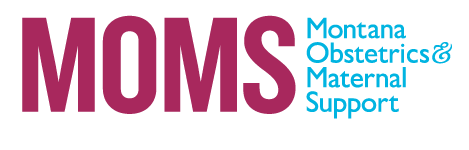 MOMS
Montana
Obstetrics&
Maternal
Support